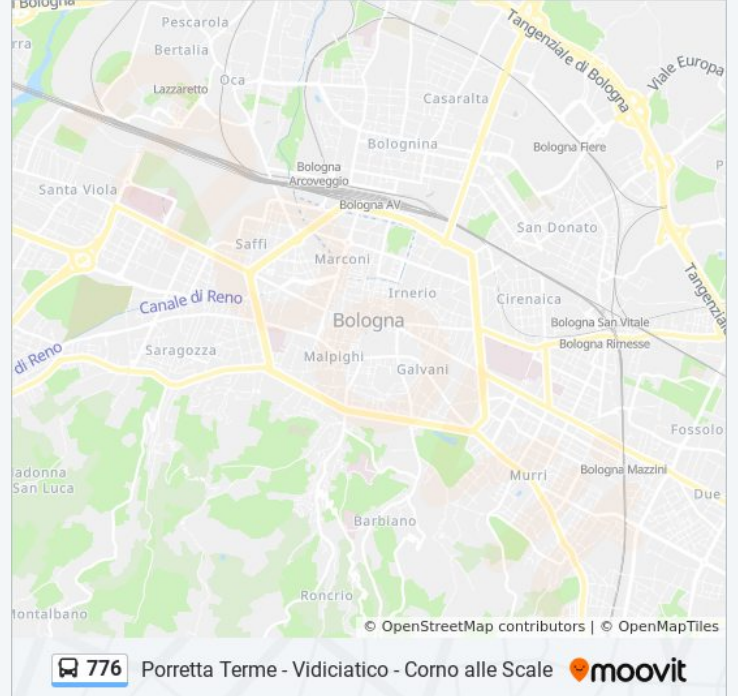 i Bologna
Pescarola
Tangenziale di Bologna
rra
Bertalia
Viale Europa
Oca
Lazzaretto
Casaralta
Bolognina
Bologna Fiere
Bologna
Arcoveggio
P
Santa Viola
Bologna AV
San Donato
Saffi
Marconi
Tangenziale
Irnerio
Canale di Reno
Cirenaica
Bologna
Bologna San Vitale
di Reno
Saragozza
Malpighi
Bologna Rimesse
Galvani
Fossolo
adonna
San Luca
Murri
Bologna Mazzini
Due
Barbiano
Roncrio
Montalbano
© OpenStreetMap contributors | © OpenMapTiles
776 Porretta Terme - Vidiciatico - Corno alle Scale moovit